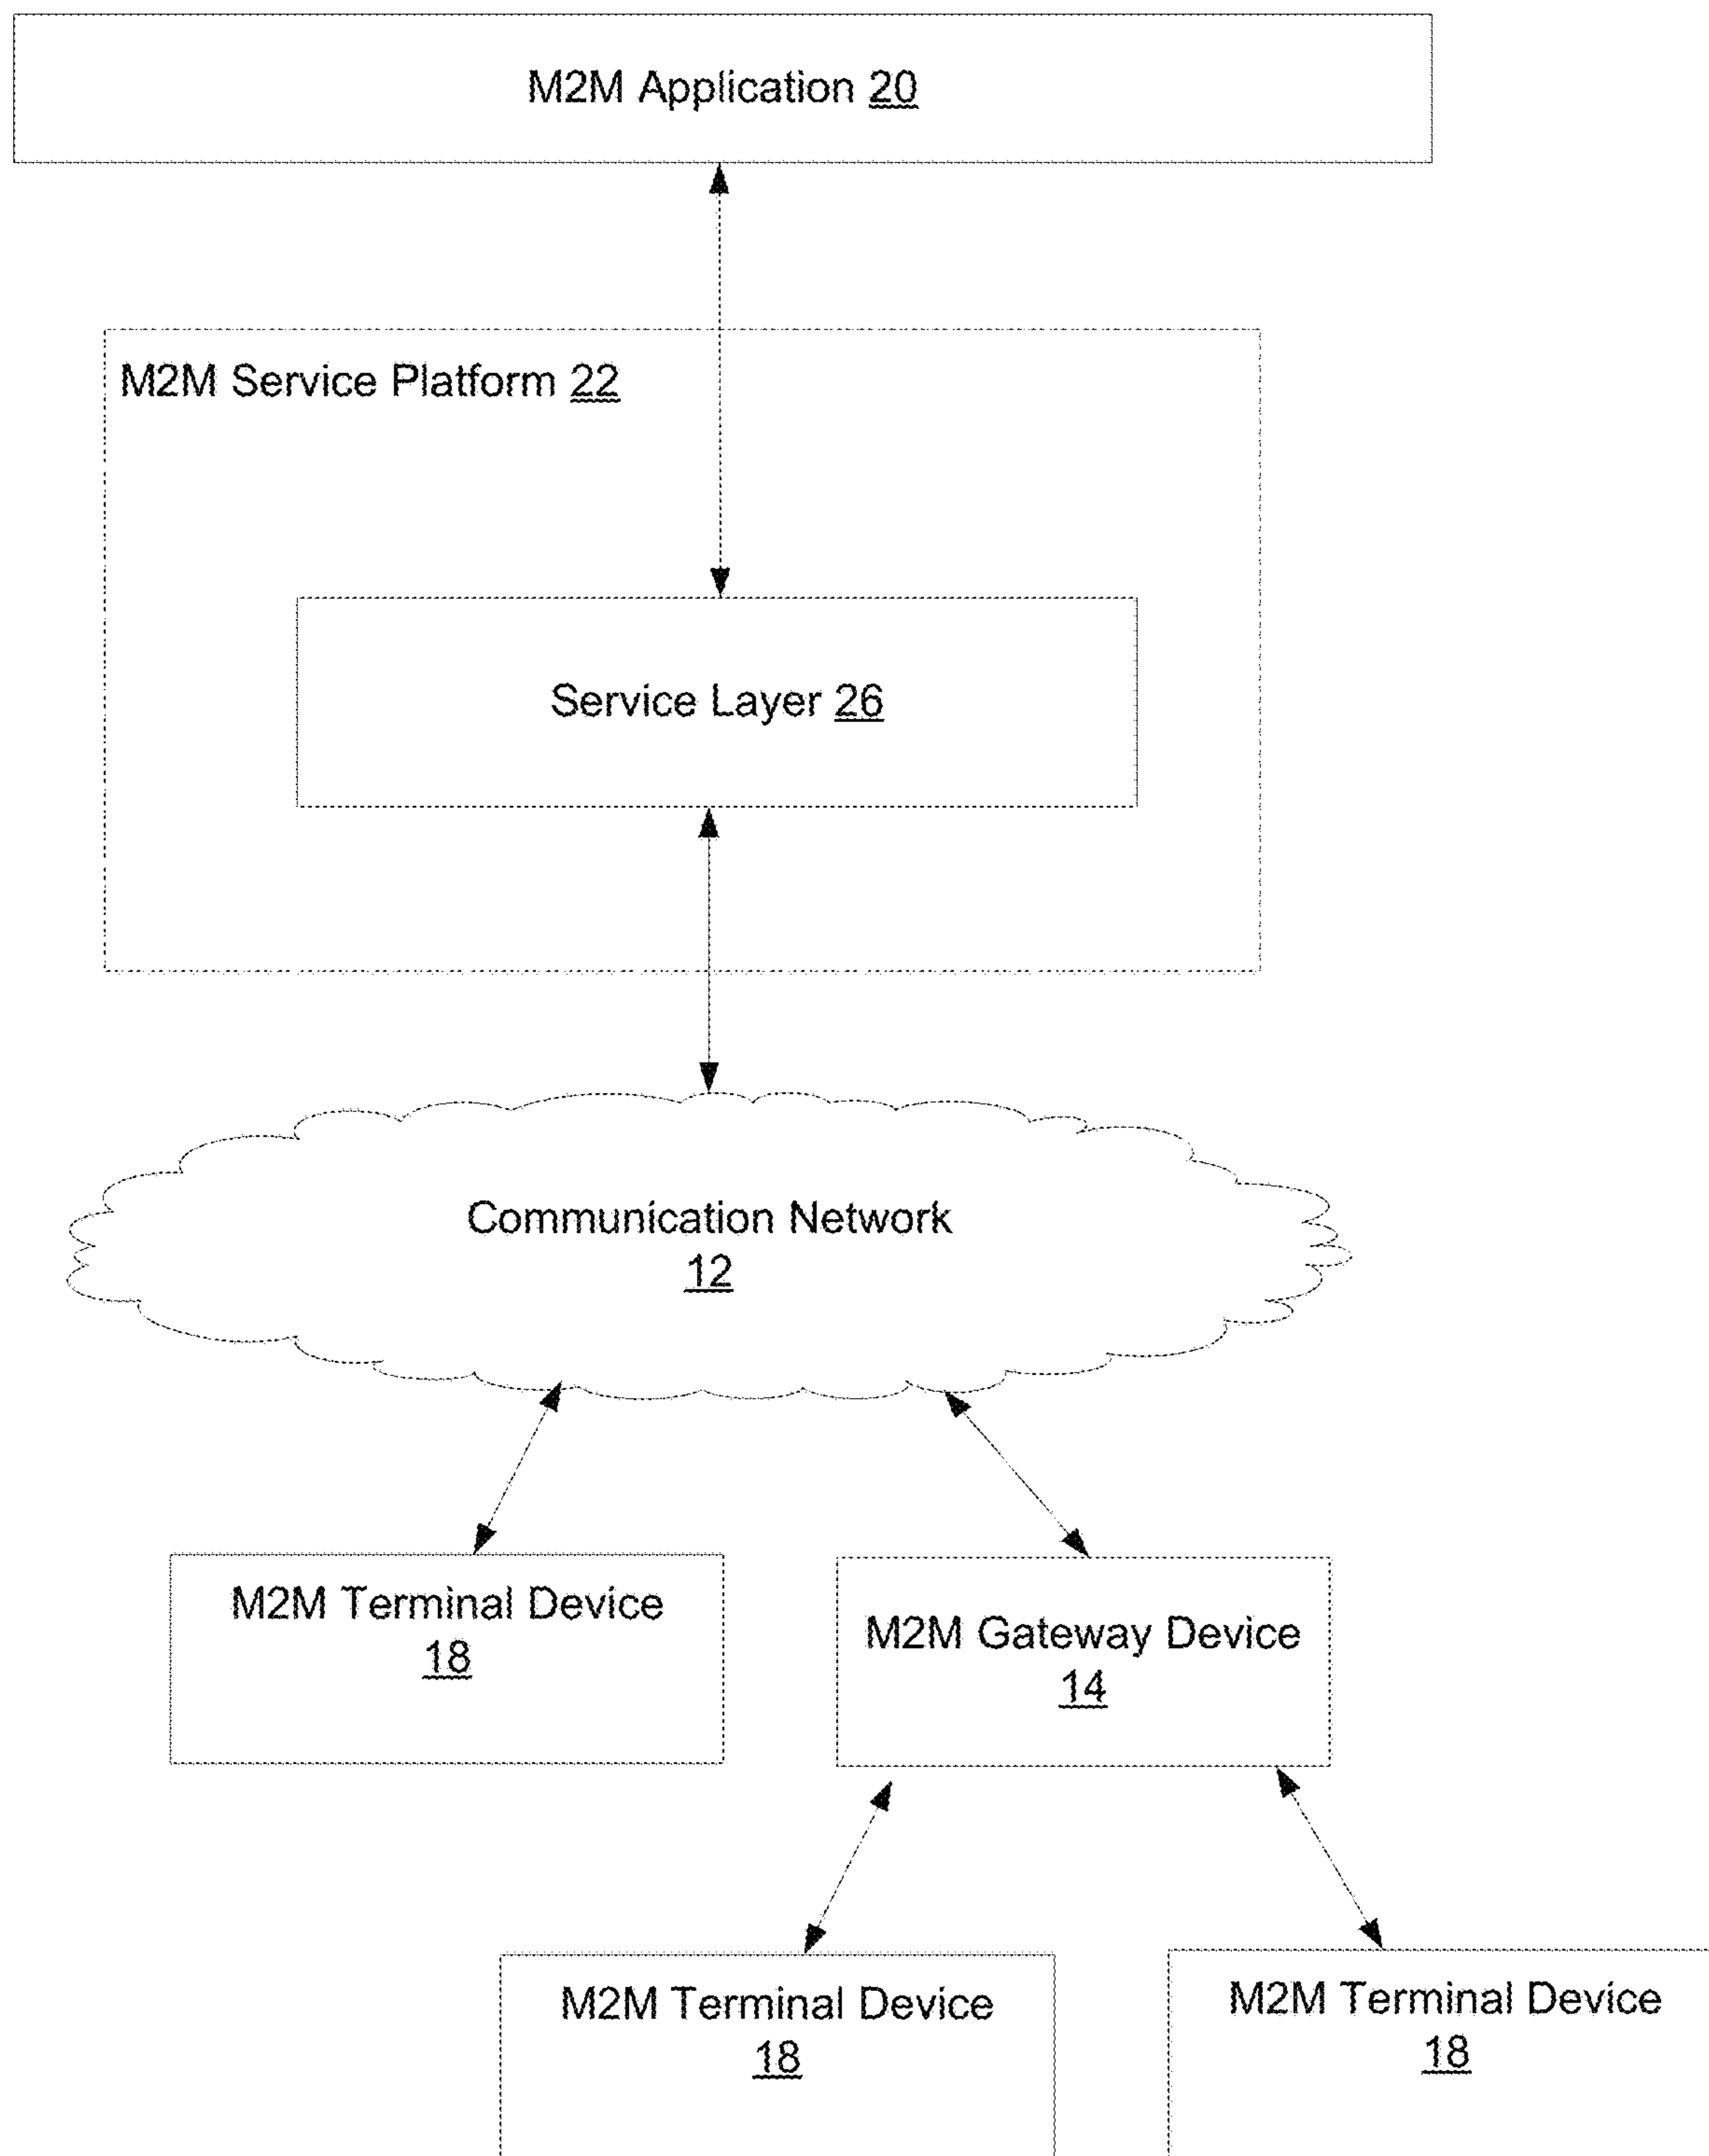 M2M Application 20
M2M Service Platform 22
Service Layer 26
Communication Network
12
M2M Terminal Device
18
M2M Gateway Device
14
M2M Terminal Device
18
M2M Terminal Device
18